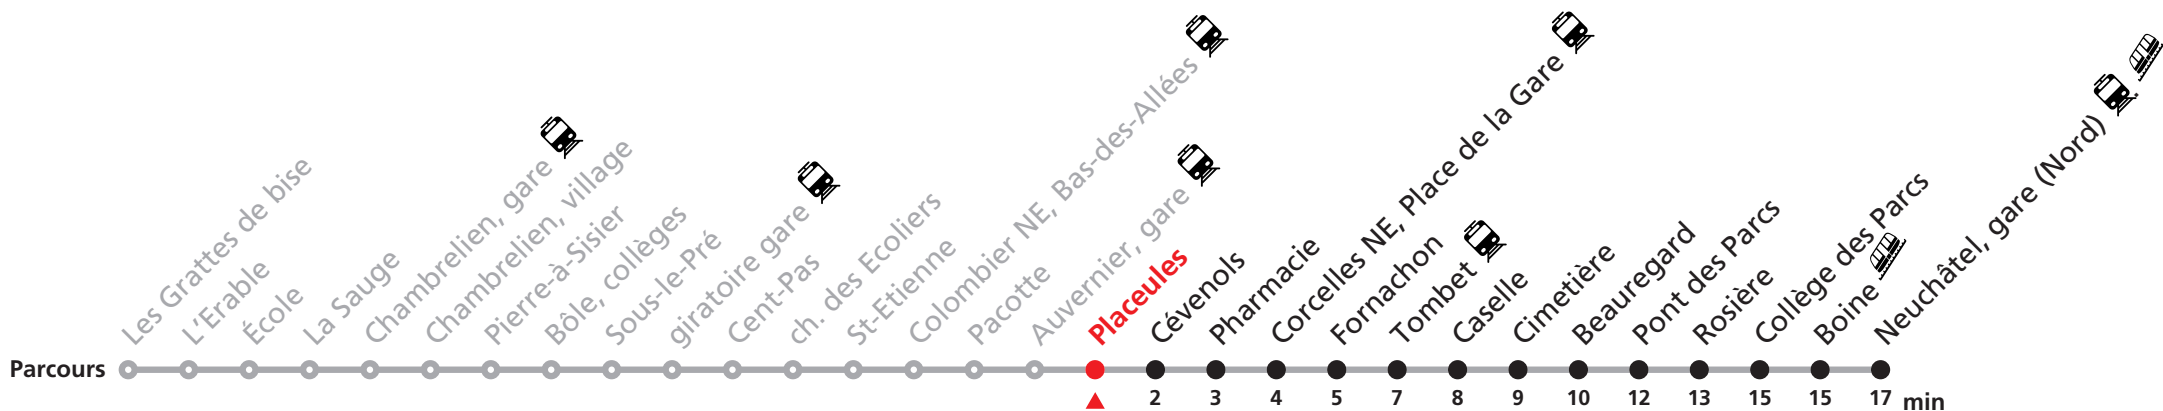 Parcours
Les Grattes de bise
L'Erable
École
La Sauge
Chambrelien, gare
Chambrelien, village
Pierre-à-Sisier
Bôle, collèges
Sous-le-Pré
giratoire gare
Cent-Pas
ch. des Ecoliers
St-Etienne
Colombier NE, Bas-des-Allées
Pacotte
Auvernier, gare
Placeules
Cévenols
Pharmacie
Corcelles NE, Place de la Gare
Fornachon
Tombet
Caselle
Cimetière
Beauregard
Pont des Parcs
Rosière
Collège des Parcs
Boine
Neuchâtel, gare (Nord)
2 3 4 5 7 8 9 10 12 13 15 15 17 min